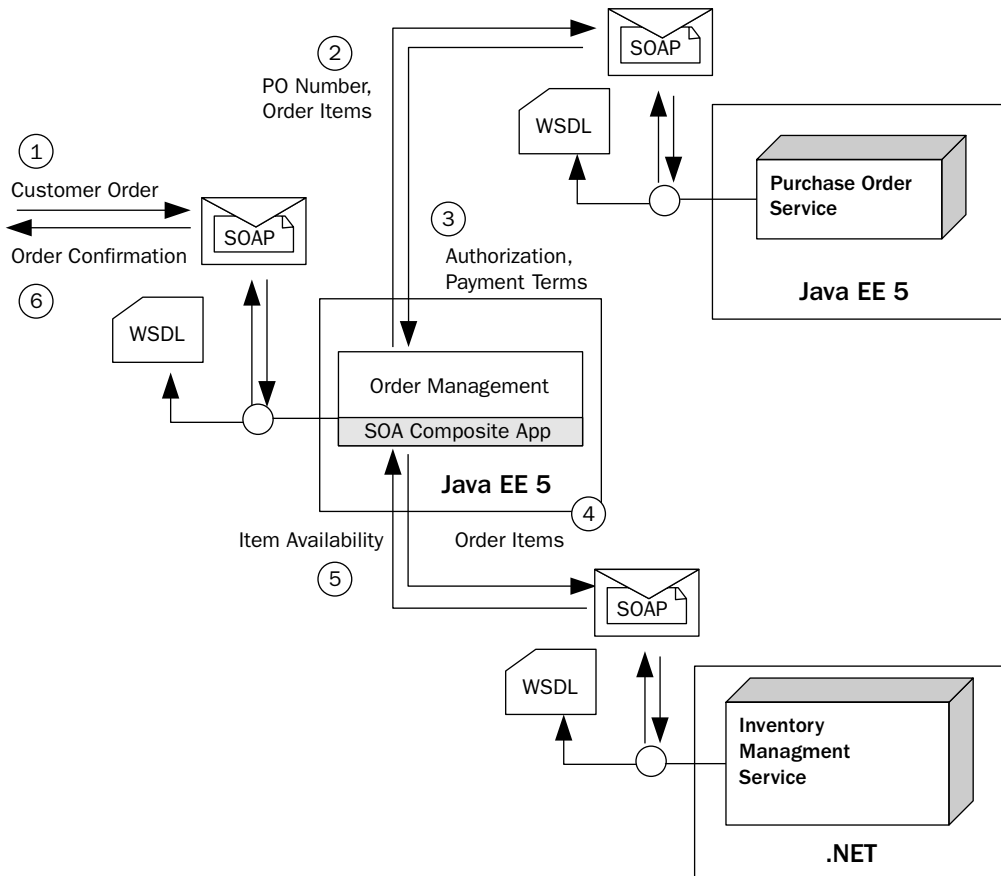 2
PO Number,
Order Items
SOAP
WSDL
Purchase Order
Service
Java EE 5
1
Customer Order
SOAP
Order Confirmation
6
WSDL
3
Authorization,
Payment Terms
Order Management
SOA Composite App
Java EE 5
4
Item Availability
5
Order Items
SOAP
WSDL
Inventory
Managment
Service
.NET